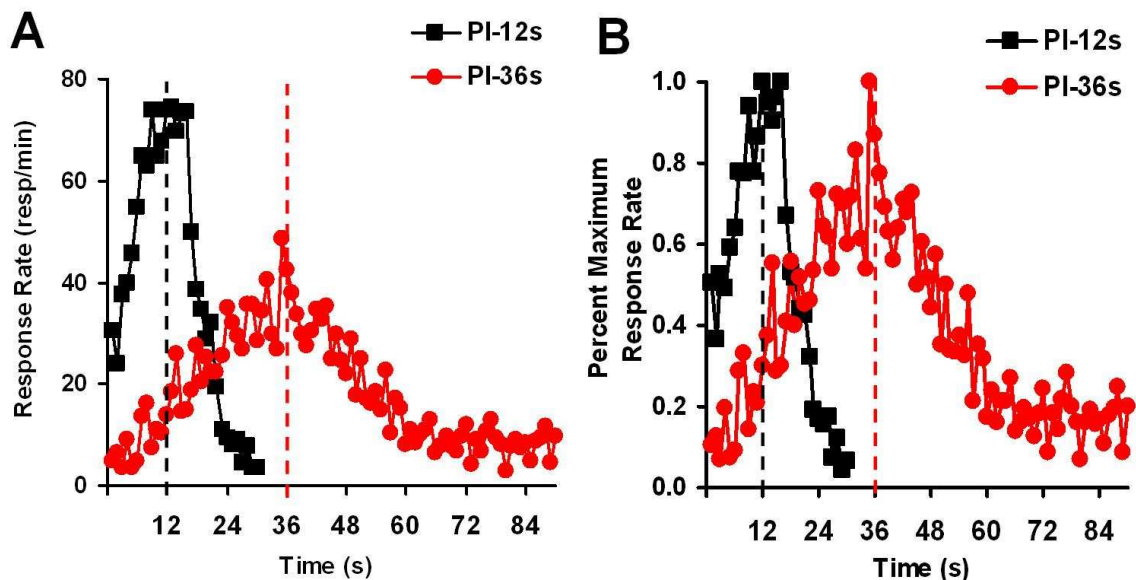 A
PI-12s
PI-36s
Response Rate (resp/min)
80
60
40
20
0
12 24 36 48 60 72 84
Time (s)
B
PI-12s
PI-36s
Percent Maximum
Response Rate
1.0
0.8
0.6
0.4
0.2
0.0
12 24 36 48 60 72 84
Time (s)